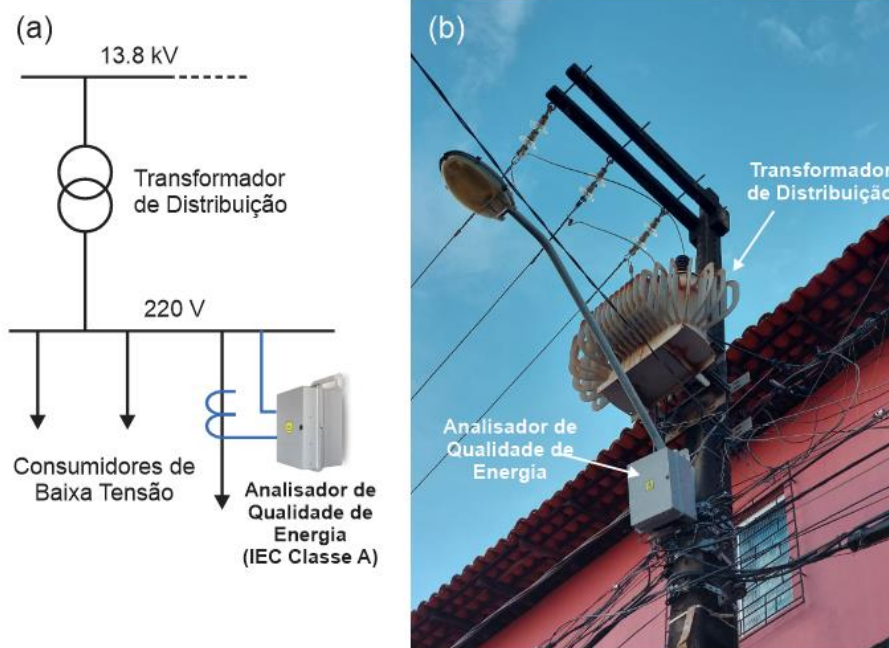 (a)
13.8 kV
Transformador
de Distribuição
220 V
Consumidores de
Baixa Tensão
Analisador de
Qualidade de
Energia
(IEC Classe A)
(b)
Transformador
de Distribuição
Analisador de
Qualidade de
Energia